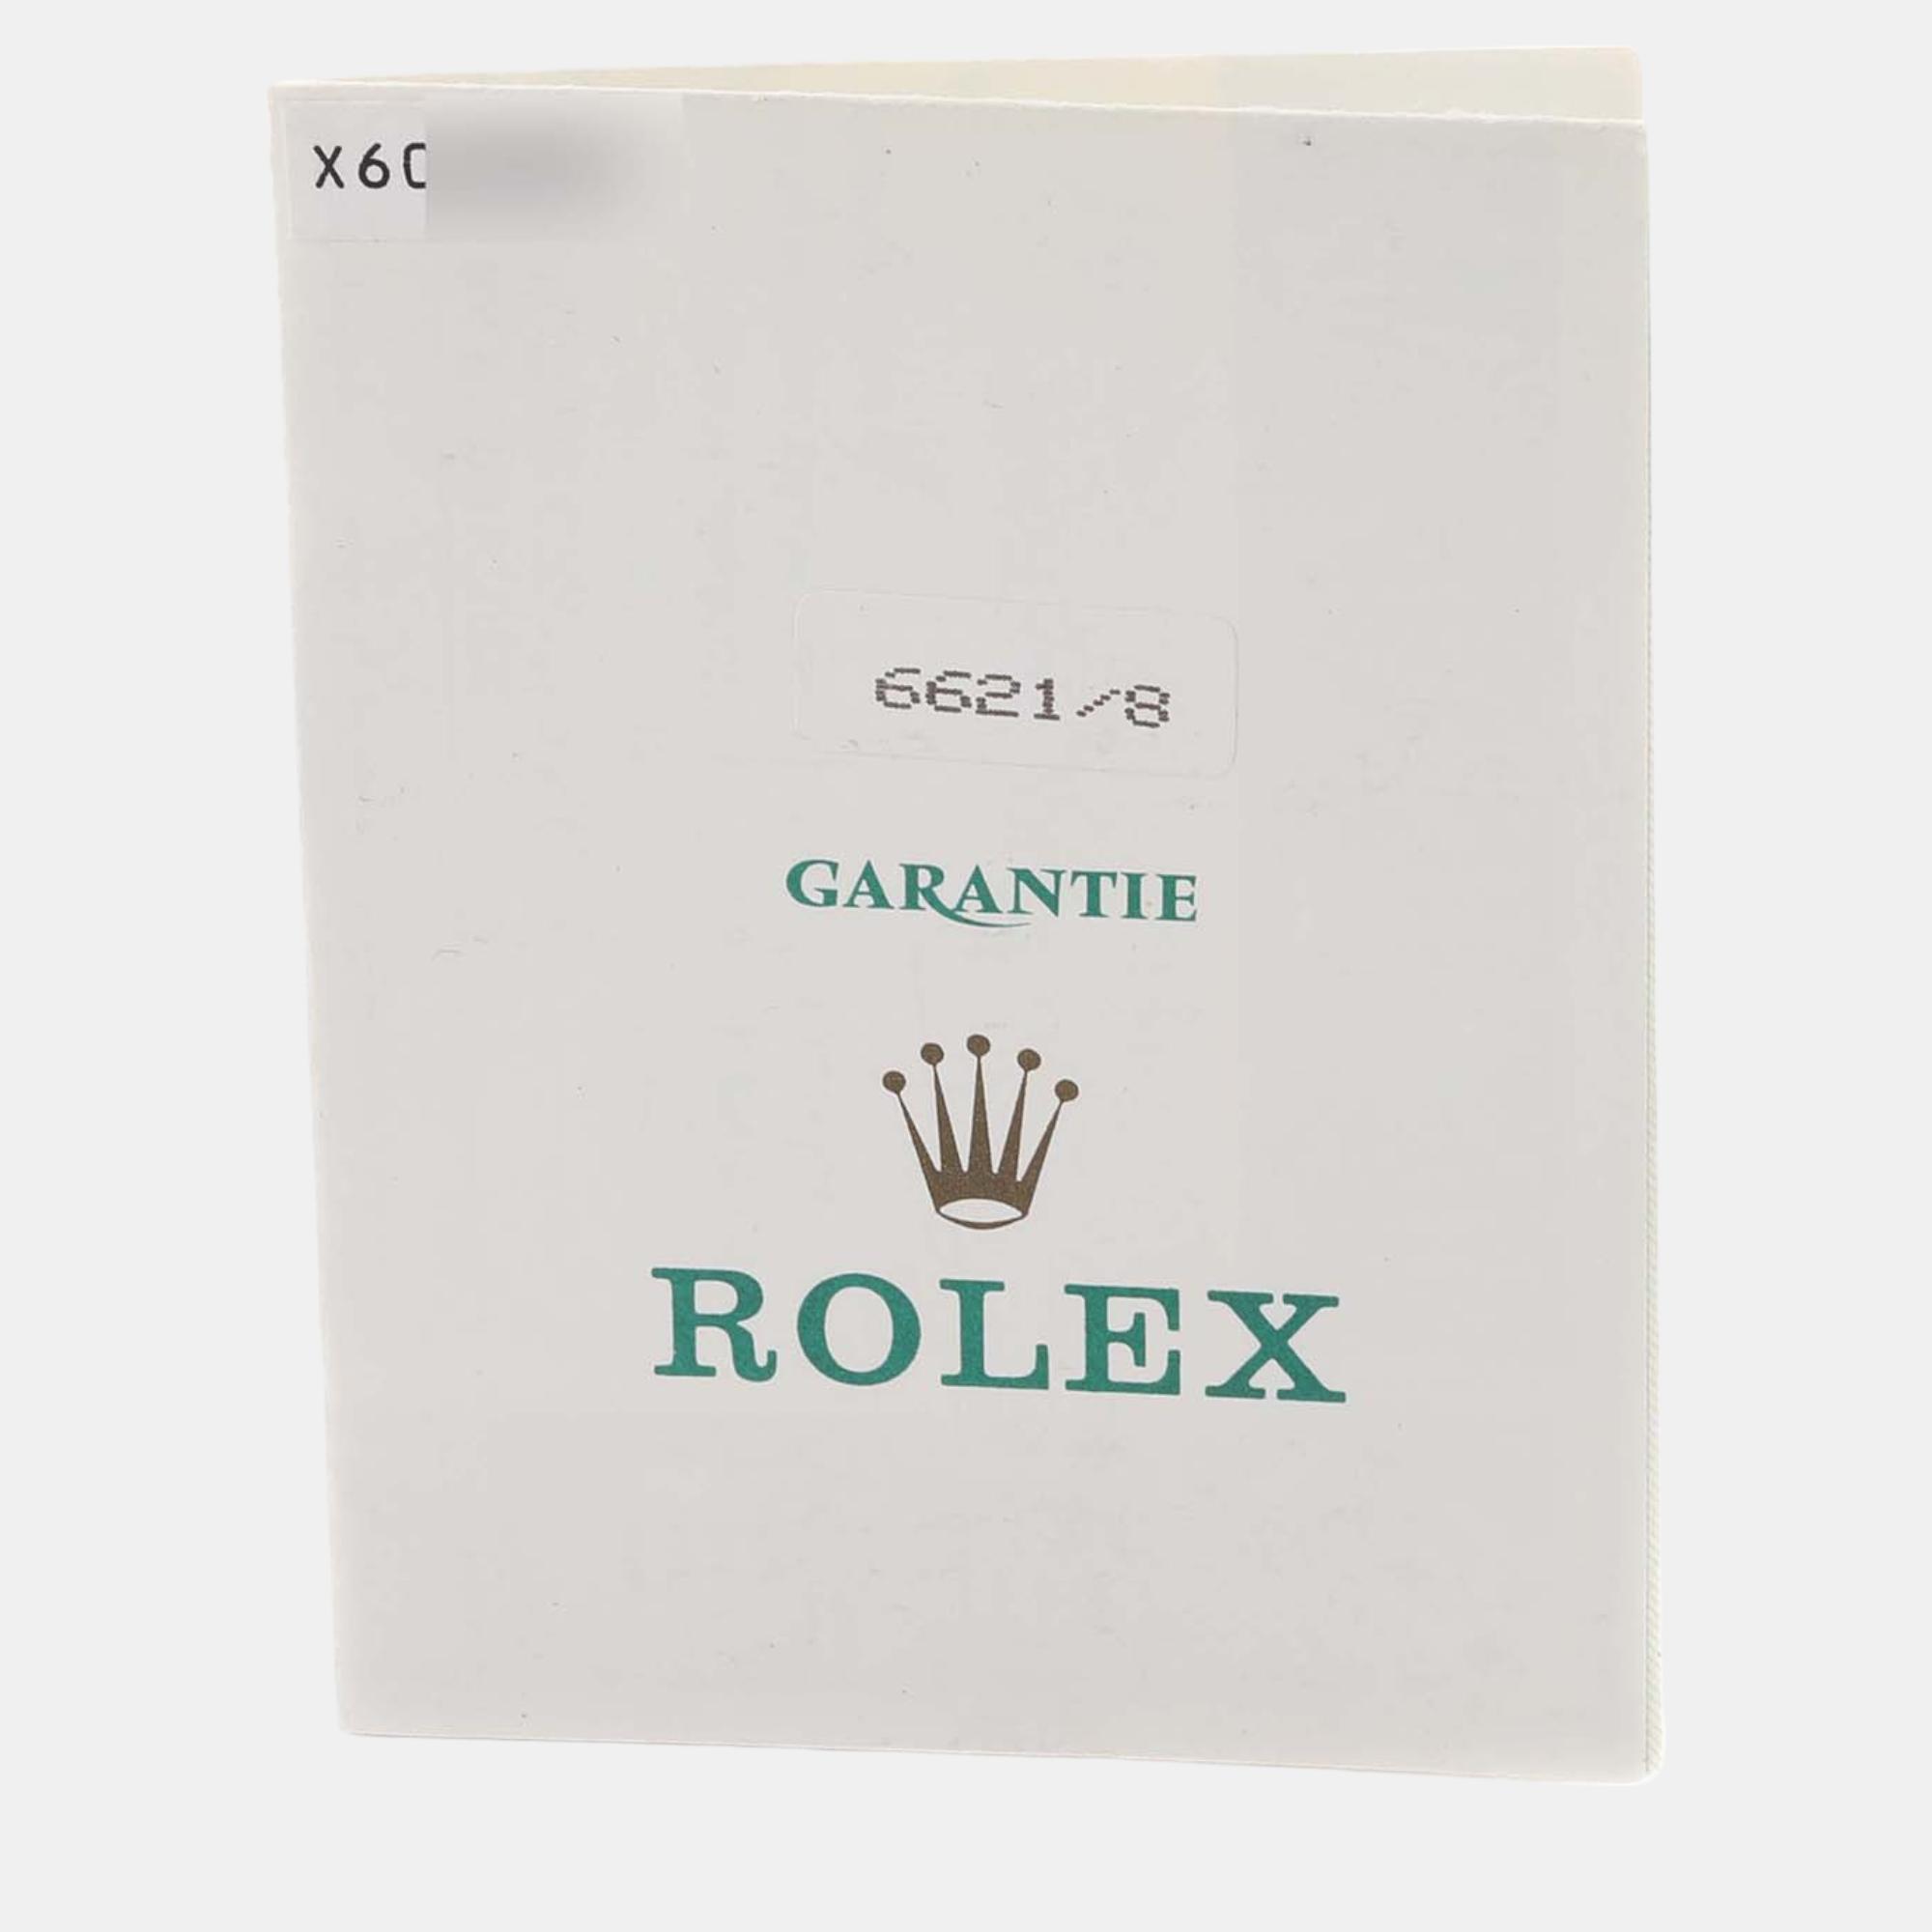 X60
6621/8
GARANTIE
ROLEX